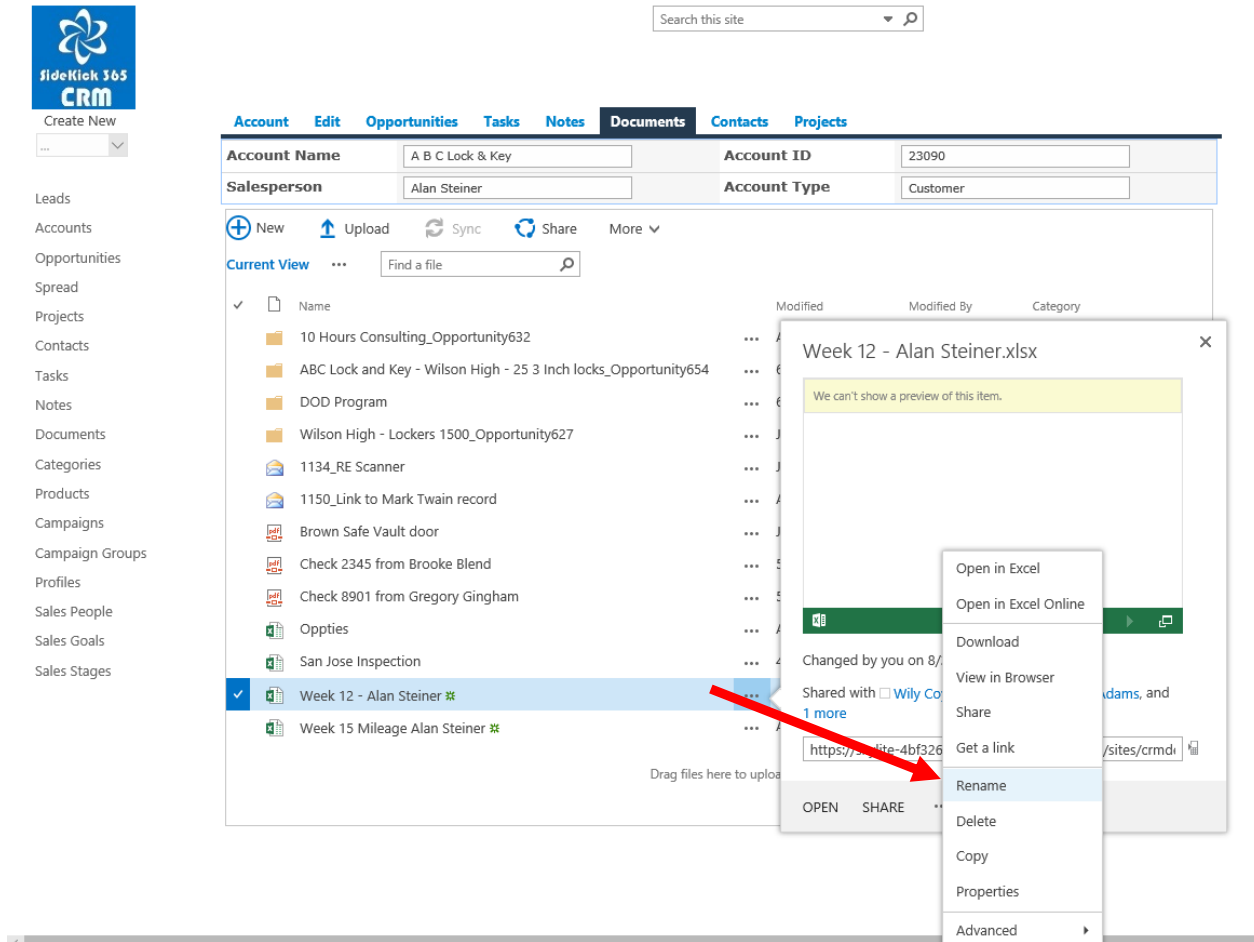 Search this site
SideKick 365
CRM
Create New
...
Account Edit Opportunities Tasks Notes Documents Contacts Projects
Account Name A B C Lock & Key Account ID 23090
Salesperson Alan Steiner Account Type Customer
Leads
Accounts
Opportunities
Spread
Projects
Contacts
Tasks
Notes
Documents
Categories
Products
Campaigns
Campaign Groups
Profiles
Sales People
Sales Goals
Sales Stages
New Upload Sync Share More
Current View ... Find a file
Name Modified Modified By Category
10 Hours Consulting_Opportunity632 ...
ABC Lock and Key - Wilson High - 25 3 Inch locks_Opportunity654 ...
DOD Program ...
Wilson High - Lockers 1500_Opportunity627 ...
1134_RE Scanner ...
1150_Link to Mark Twain record ...
Brown Safe Vault door ...
Check 2345 from Brooke Blend ...
Check 8901 from Gregory Gingham ...
Oppties ...
San Jose Inspection ...
Week 12 - Alan Steiner ...
Week 15 Mileage Alan Steiner ...
Drag files here to uploa
Week 12 - Alan Steiner.xlsx
We can't show a preview of this item.
Changed by you on 8/
Shared with Wily Co Adams, and
1 more
https:// lite-4bf326 /sites/crmd
OPEN SHARE
Open in Excel
Open in Excel Online
Download
View in Browser
Share
Get a link
Rename
Delete
Copy
Properties
Advanced